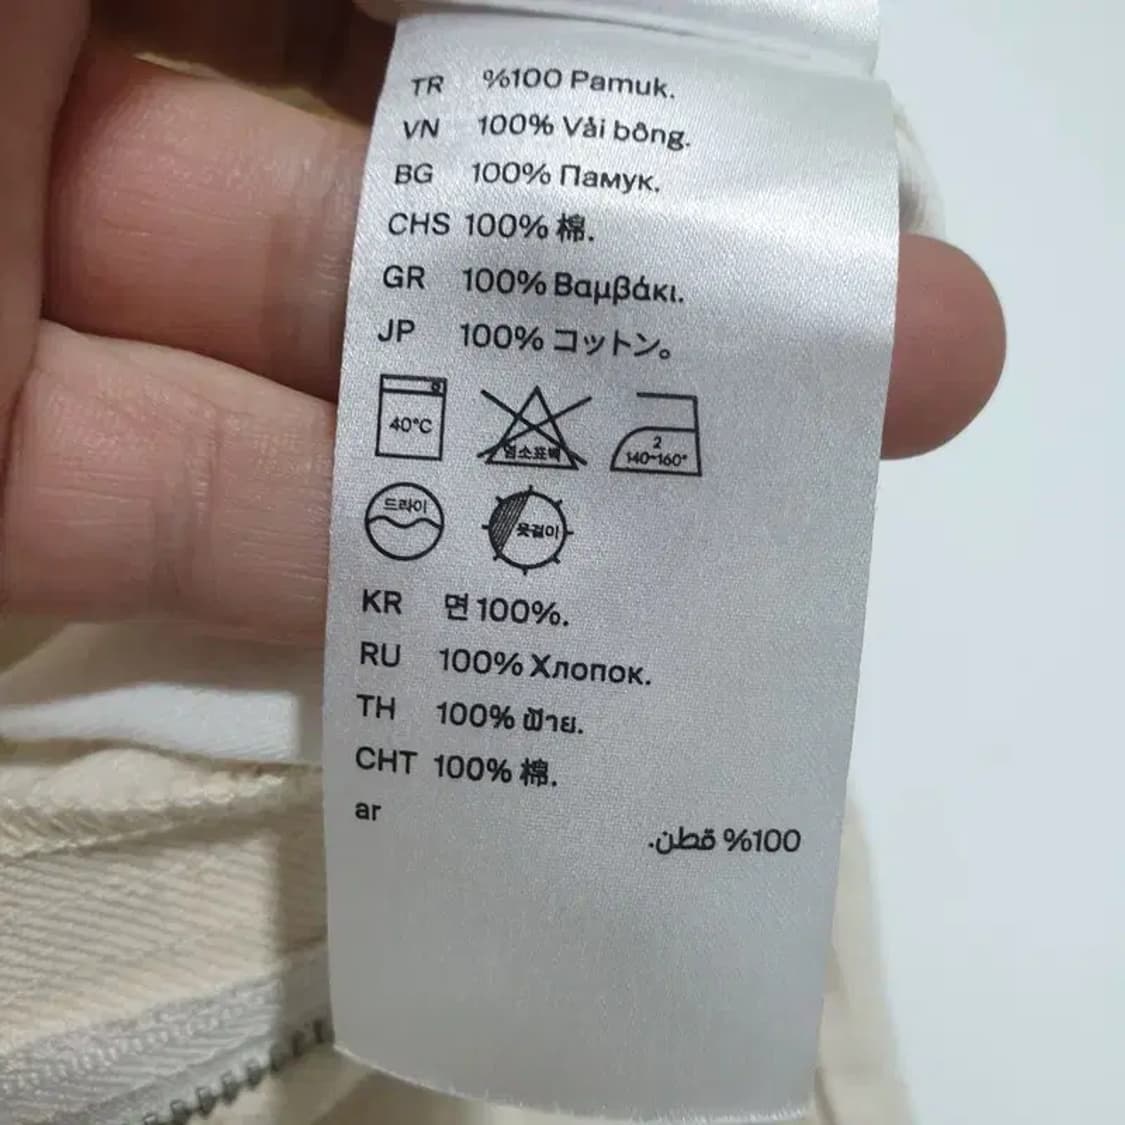 TR %100 Pamuk.
VN 100% Vải bông.
BG 100% Памук.
CHS 100% 棉.
GR 100% Βαμβάκι.
JP 100% コットン。
40°C
염소표백
2
140~160°
드라이
옷걸이
KR 면 100%.
RU 100% Хлопок.
TH 100% ฝ้าย.
CHT 100% 棉.
ar
%100 قطن.